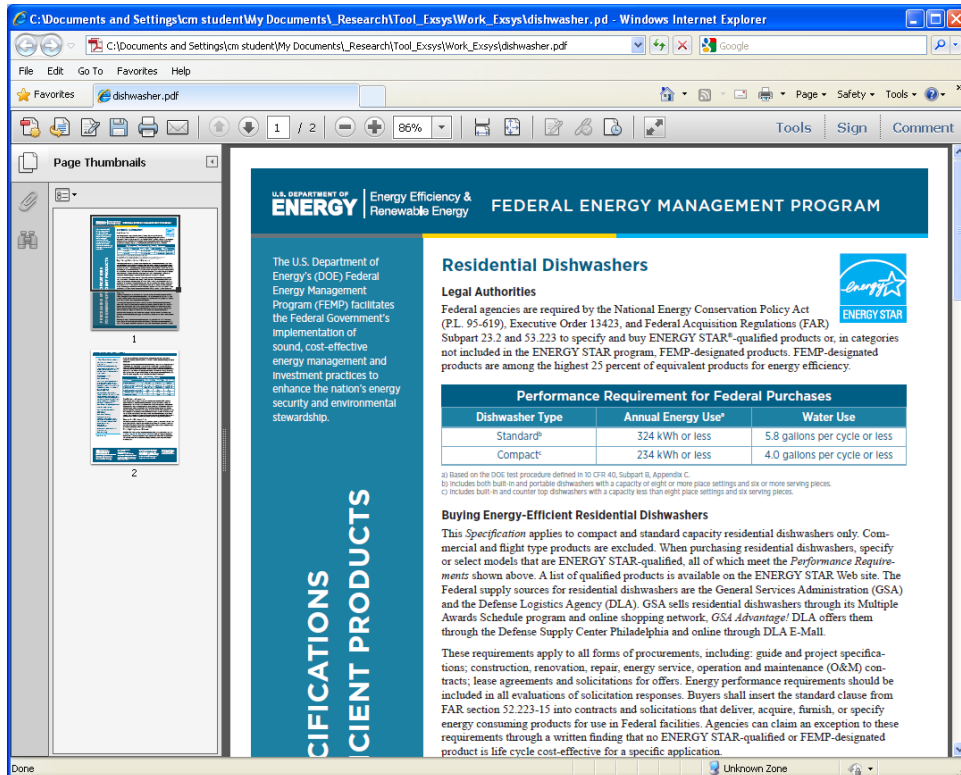 C:\Documents and Settings\cm student\My Documents\_Research\Tool_Exsys\Work_Exsys\dishwasher.pd - Windows Internet Explorer
C:\Documents and Settings\cm student\My Documents\_Research\Tool_Exsys\Work_Exsys\dishwasher.pdf
Google
File Edit Go To Favorites Help
Favorites dishwasher.pdf Page Safety Tools
1 / 2 86% Tools Sign Comment
Page Thumbnails
1
2
U.S. DEPARTMENT OF
ENERGY
Energy Efficiency &
Renewable Energy
FEDERAL ENERGY MANAGEMENT PROGRAM
The U.S. Department of
Energy's (DOE) Federal
Energy Management
Program (FEMP) facilitates
the Federal Government's
implementation of
sound, cost-effective
energy management and
investment practices to
enhance the nation's energy
security and environmental
stewardship.
CIFICATIONS
CIENT PRODUCTS
Residential Dishwashers
energy
ENERGY STAR
Legal Authorities
Federal agencies are required by the National Energy Conservation Policy Act
(P.L. 95-619), Executive Order 13423, and Federal Acquisition Regulations (FAR)
Subpart 23.2 and 53.223 to specify and buy ENERGY STAR®-qualified products or, in categories
not included in the ENERGY STAR program, FEMP-designated products. FEMP-designated
products are among the highest 25 percent of equivalent products for energy efficiency.
Performance Requirement for Federal Purchases
Dishwasher Type Annual Energy Useᵃ Water Use
Standardᵇ 324 kWh or less 5.8 gallons per cycle or less
Compactᶜ 234 kWh or less 4.0 gallons per cycle or less
a) Based on the DOE test procedure defined in 10 CFR 40, Subpart B, Appendix C.
b) Includes both built-in and portable dishwashers with a capacity of eight or more place settings and six or more serving pieces.
c) Includes built-in and counter top dishwashers with a capacity less than eight place settings and six serving pieces.
Buying Energy-Efficient Residential Dishwashers
This Specification applies to compact and standard capacity residential dishwashers only. Com-
mercial and flight type products are excluded. When purchasing residential dishwashers, specify
or select models that are ENERGY STAR-qualified, all of which meet the Performance Require-
ments shown above. A list of qualified products is available on the ENERGY STAR Web site. The
Federal supply sources for residential dishwashers are the General Services Administration (GSA)
and the Defense Logistics Agency (DLA). GSA sells residential dishwashers through its Multiple
Awards Schedule program and online shopping network, GSA Advantage! DLA offers them
through the Defense Supply Center Philadelphia and online through DLA E-Mall.
These requirements apply to all forms of procurements, including: guide and project specifica-
tions; construction, renovation, repair, energy service, operation and maintenance (O&M) con-
tracts; lease agreements and solicitations for offers. Energy performance requirements should be
included in all evaluations of solicitation responses. Buyers shall insert the standard clause from
FAR section 52.223-15 into contracts and solicitations that deliver, acquire, furnish, or specify
energy consuming products for use in Federal facilities. Agencies can claim an exception to these
requirements through a written finding that no ENERGY STAR-qualified or FEMP-designated
product is life cycle cost-effective for a specific application.
Done Unknown Zone